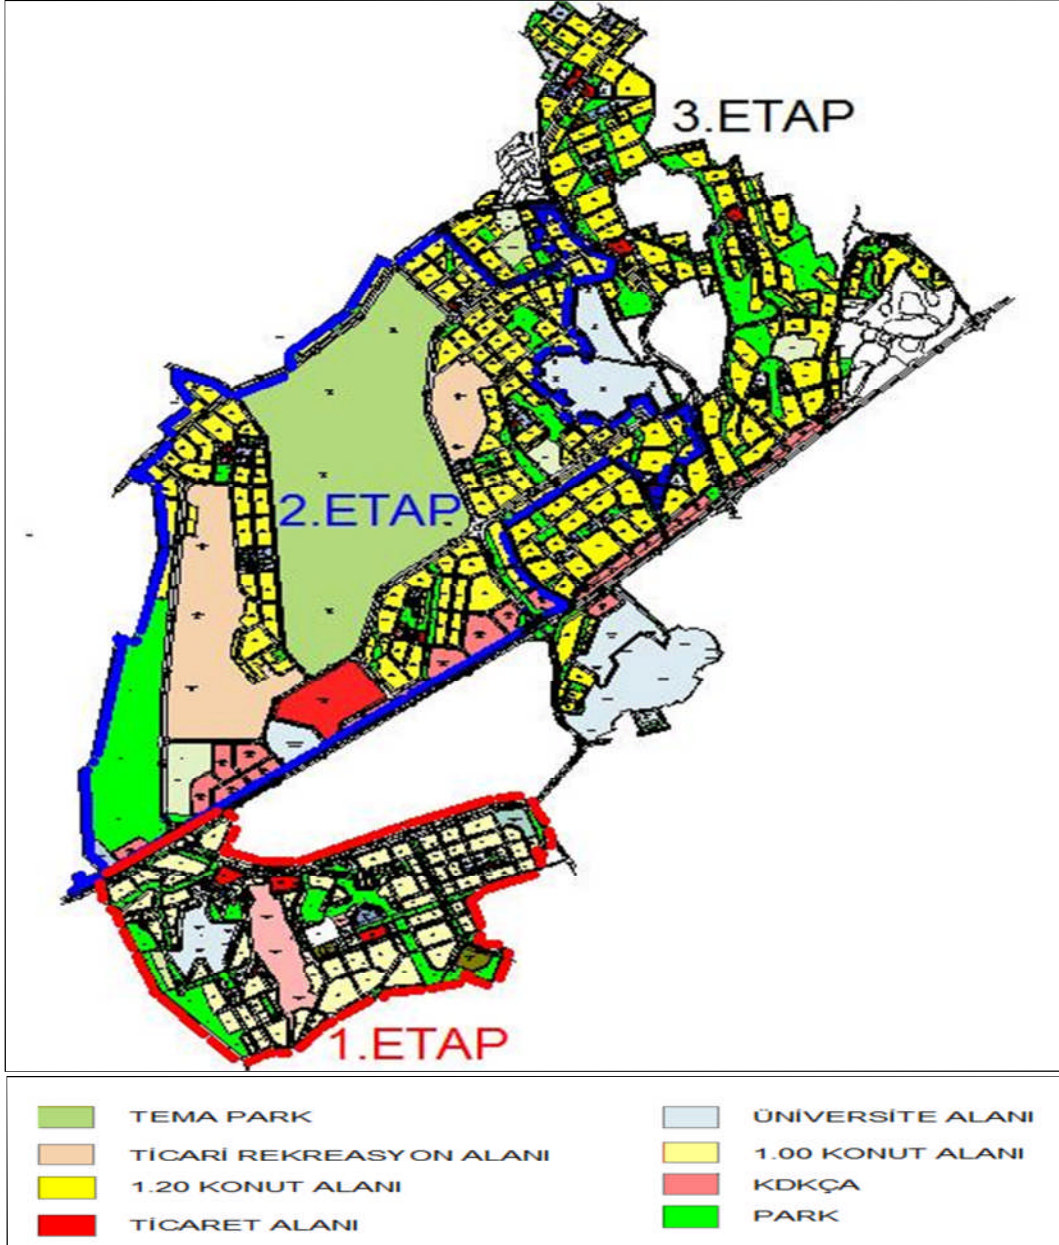 3.ETAP
2.ETAP
1.ETAP
TEMA PARK
TİCARİ REKREASYON ALANI
1.20 KONUT ALANI
TİCARET ALANI
ÜNİVERSİTE ALANI
1.00 KONUT ALANI
KDKÇA
PARK